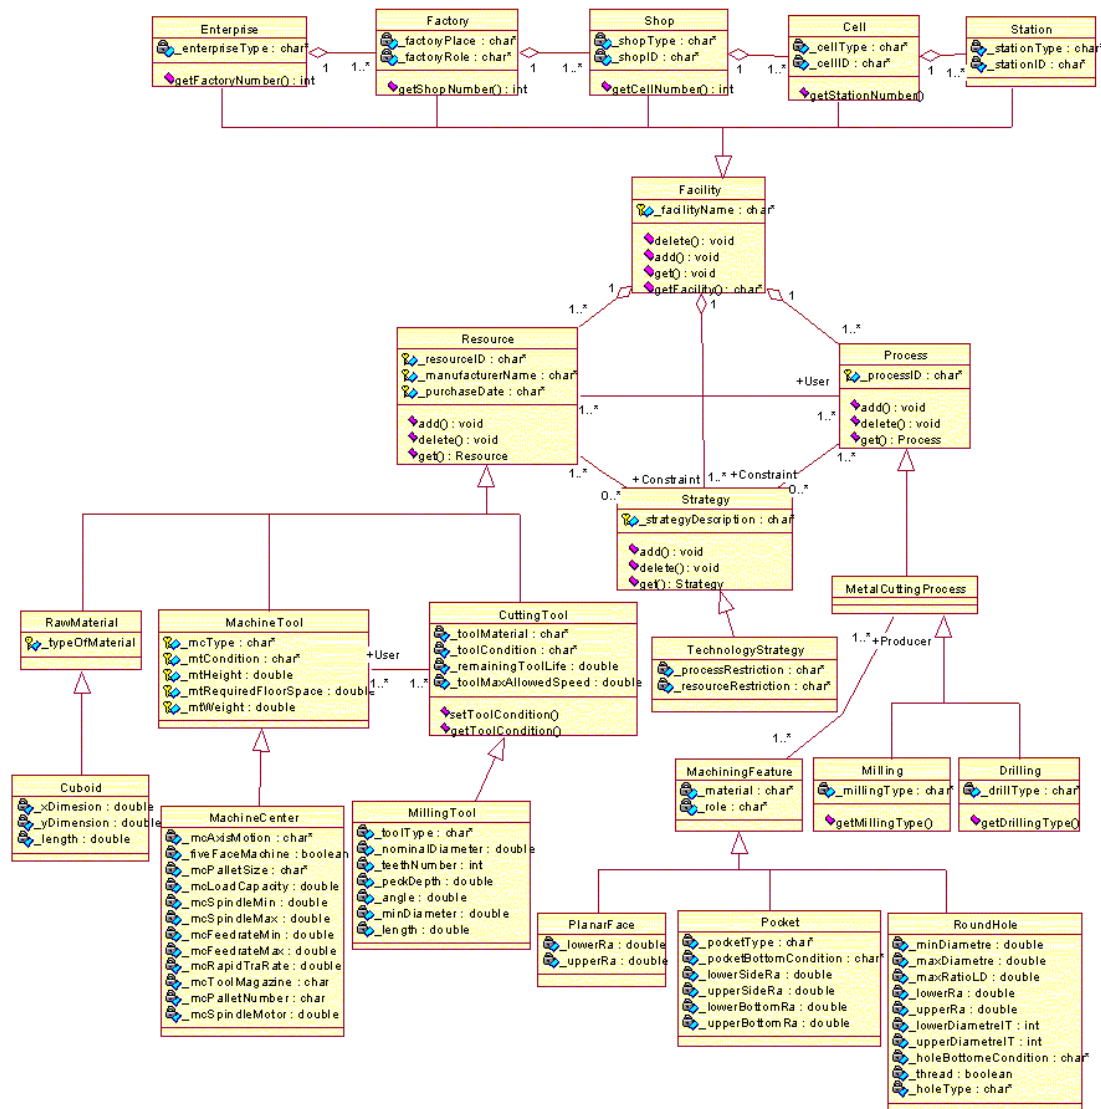 Enterprise
_enterpriseType : char*
getFactoryNumber() : int
1
1..*
Factory
_factoryPlace : char*
_factoryRole : char*
getShopNumber() : int
1
1..*
Shop
_shopType : char*
_shopID : char*
getCellNumber() : int
1
1..*
Cell
_cellType : char*
_cellID : char*
getStationNumber()
1
1..*
Station
_stationType : char*
_stationID : char*
Facility
_facilityName : char*
delete() : void
add() : void
get() : void
getFacility() : char*
1
1
1
1..*
1..*
Resource
_resourceID : char*
_manufacturerName : char*
_purchaseDate : char*
add() : void
delete() : void
get() : Resource
Process
_processID : char*
add() : void
delete() : void
get() : Process
+User
1..*
1..*
1..*
1..*
+Constraint
1..*
+Constraint
0..*
0..*
Strategy
_strategyDescription : char*
add() : void
delete() : void
get() : Strategy
MetalCuttingProcess
RawMaterial
_typeOfMaterial
MachineTool
_mcType : char*
_mtCondition : char*
_mtHeight : double
_mtRequiredFloorSpace : double
_mtWeight : double
+User
1..*
1..*
CuttingTool
_toolMaterial : char*
_toolCondition : char*
_remainingToolLife : double
_toolMaxAllowedSpeed : double
setToolCondition()
getToolCondition()
TechnologyStrategy
_processRestriction : char*
_resourceRestriction : char*
1..*
+Producer
1..*
Cuboid
_xDimesion : double
_yDimension : double
_length : double
MachineCenter
_mcAxisMotion : char*
_fiveFaceMachine : boolean
_mcPalletSize : char*
_mcLoadCapacity : double
_mcSpindleMin : double
_mcSpindleMax : double
_mcFeedrateMin : double
_mcFeedrateMax : double
_mcRapidTraRate : double
_mcToolMagazine : char
_mcPalletNumber : char
_mcSpindleMotor : double
MillingTool
_toolType : char*
_nominalDiameter : double
_teethNumber : int
_peckDepth : double
_angle : double
_minDiameter : double
_length : double
MachiningFeature
_material : char*
_role : char*
Milling
_millingType : char*
getMillingType()
Drilling
_drillType : char*
getDrillingType()
PlanarFace
_lowerRa : double
_upperRa : double
Pocket
_pocketType : char*
_pocketBottomCondition : char*
_lowerSideRa : double
_upperSideRa : double
_lowerBottomRa : double
_upperBottomRa : double
RoundHole
_minDiametre : double
_maxDiametre : double
_maxRatioLD : double
_lowerRa : double
_upperRa : double
_lowerDiametreIT : int
_upperDiametreIT : int
_holeBottomeCondition : char*
_thread : boolean
_holeType : char*